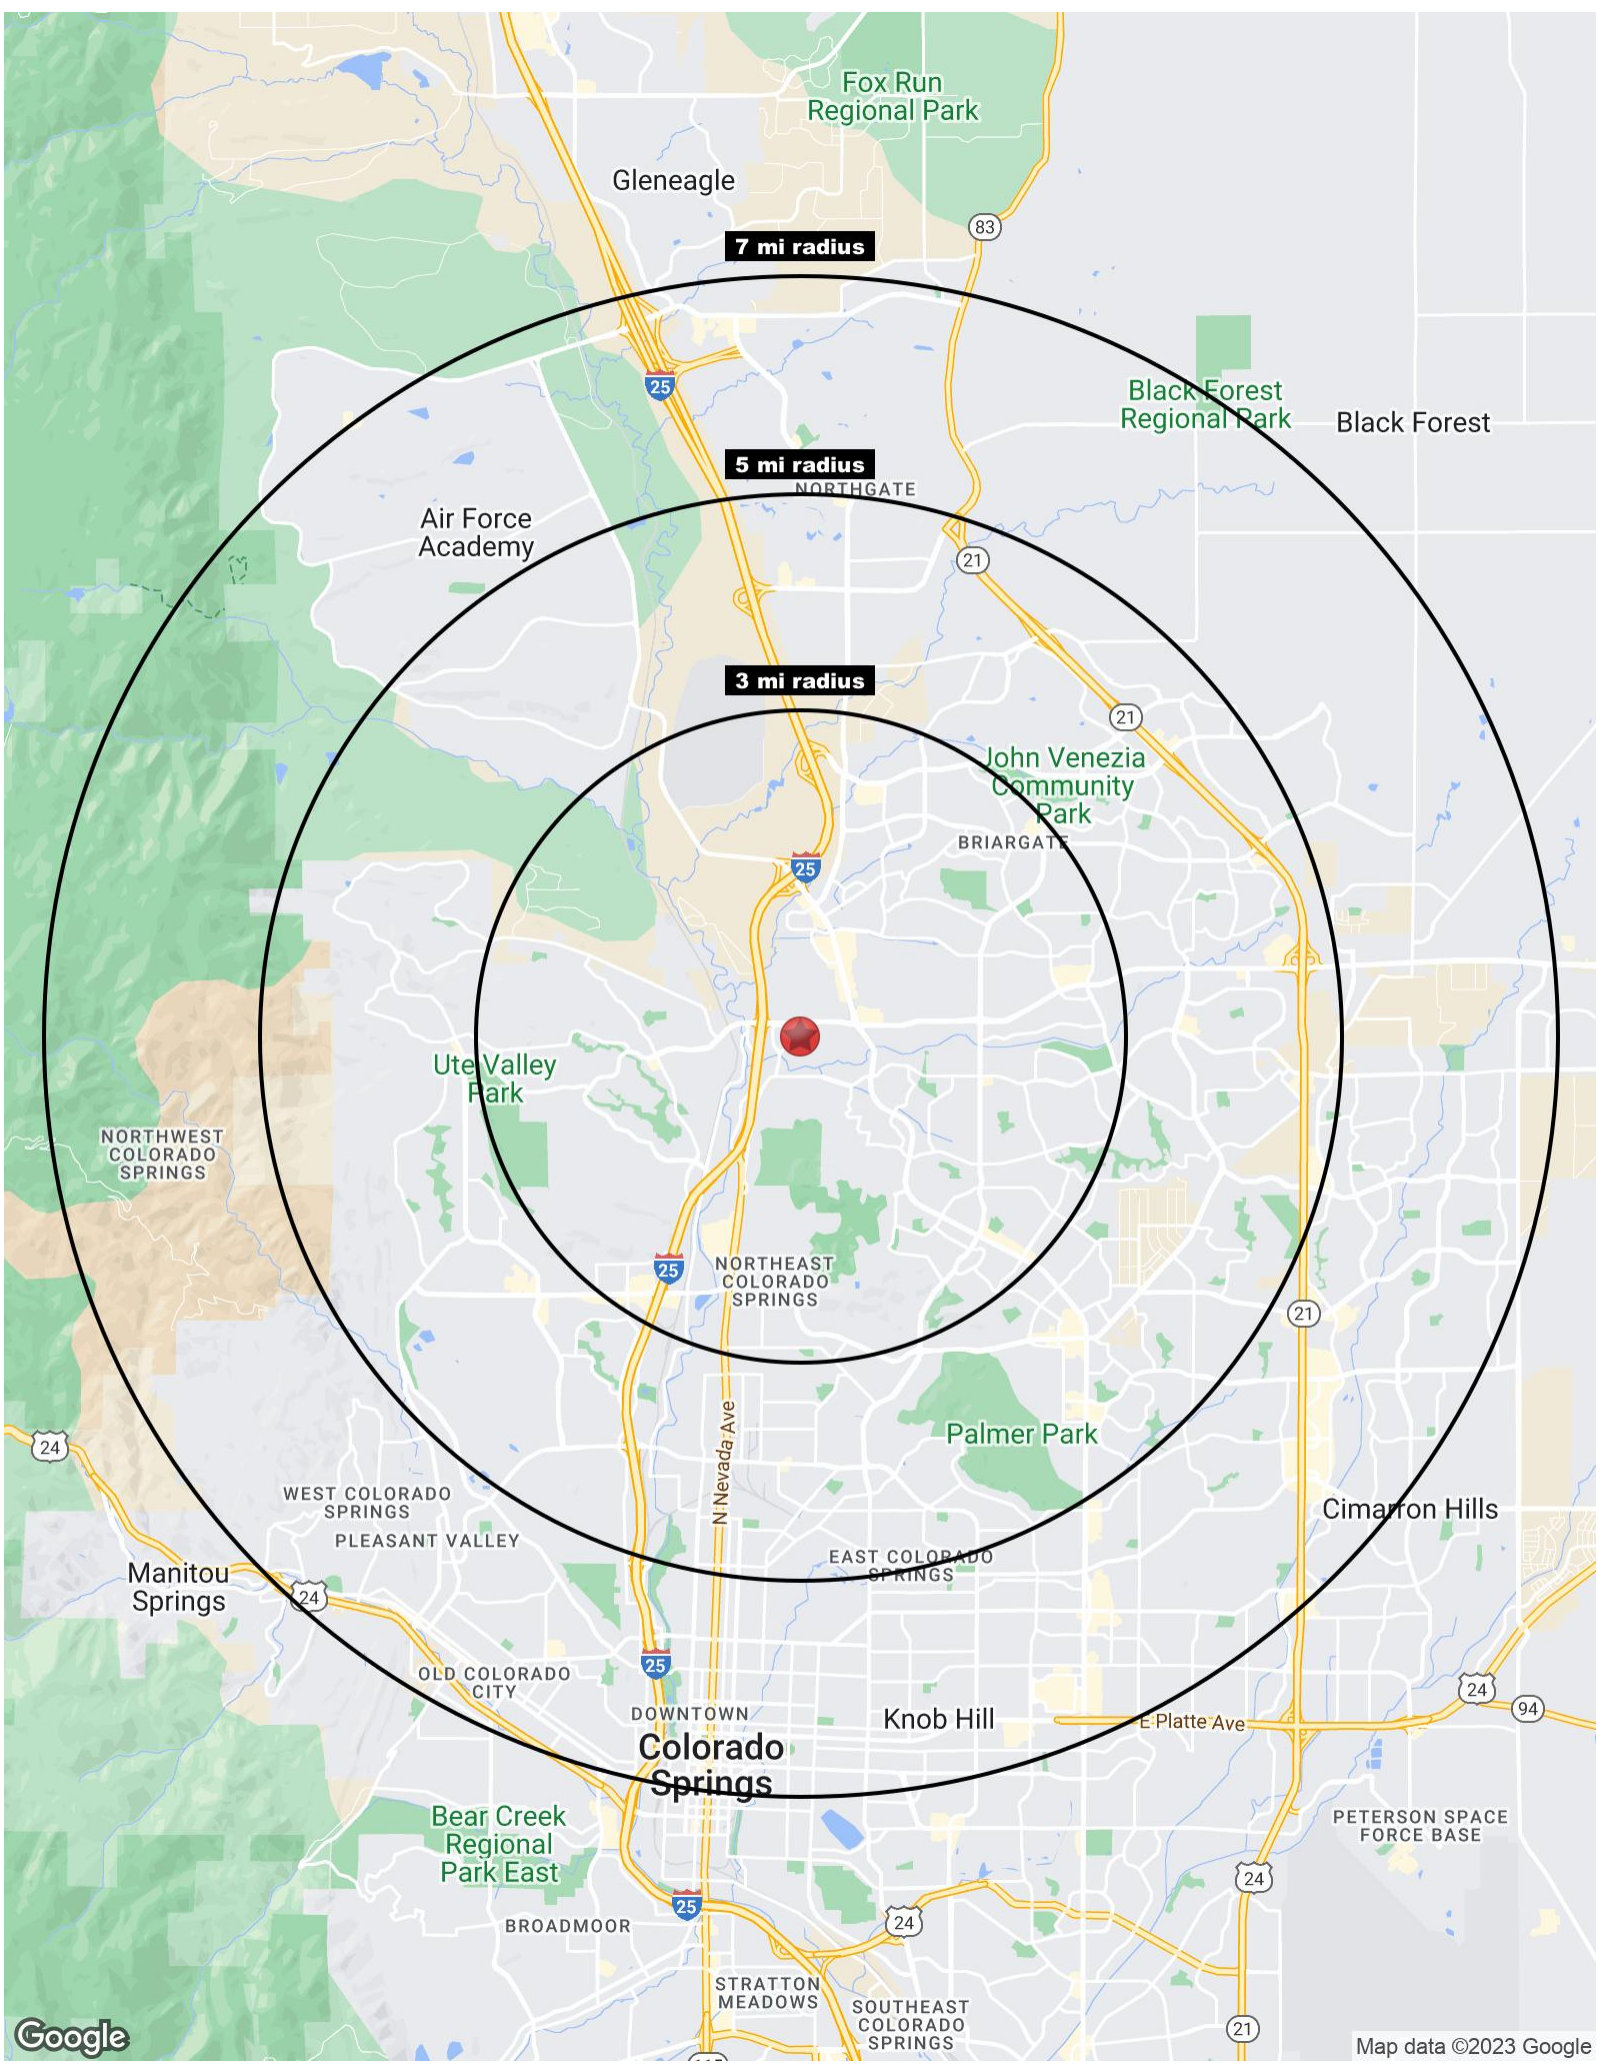 Fox Run
Regional Park
Gleneagle
83
7 mi radius
25
Black Forest
Regional Park
Black Forest
5 mi radius
NORTHGATE
Air Force
Academy
21
3 mi radius
21
John Venezia
Community
Park
BRIARGATE
25
Ute Valley
Park
NORTHWEST
COLORADO
SPRINGS
25
NORTHEAST
COLORADO
SPRINGS
21
N Nevada Ave
Palmer Park
24
WEST COLORADO
SPRINGS
PLEASANT VALLEY
Cimarron Hills
EAST COLORADO
SPRINGS
Manitou
Springs
24
25
OLD COLORADO
CITY
24
94
DOWNTOWN
Knob Hill
E Platte Ave
Colorado
Springs
Bear Creek
Regional
Park East
PETERSON SPACE
FORCE BASE
24
25
BROADMOOR
24
STRATTON
MEADOWS
SOUTHEAST
COLORADO
SPRINGS
21
Google
Map data ©2023 Google